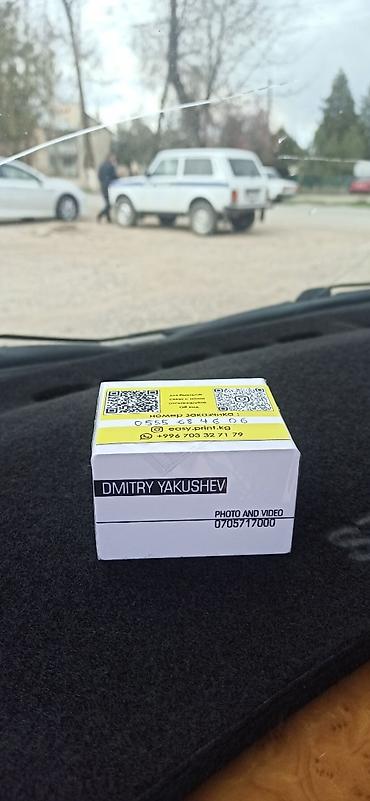 номер заказчика :
0555 68 46 06
easy.print.kg
+996 703 32 71 79
DMITRY YAKUSHEV
PHOTO AND VIDEO
0705717000